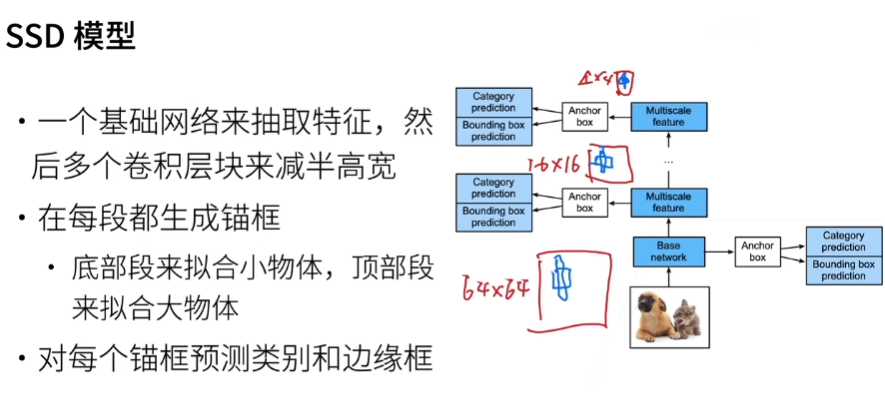 SSD 模型
• 一个基础网络来抽取特征，然
后多个卷积层块来减半高宽
• 在每段都生成锚框
• 底部段来拟合小物体，顶部段
来拟合大物体
• 对每个锚框预测类别和边缘框
4×4
Category
prediction
Bounding box
prediction
Anchor
box
Multiscale
feature
16×16
...
Category
prediction
Bounding box
prediction
Anchor
box
Multiscale
feature
Base
network
Anchor
box
Category
prediction
Bounding box
prediction
64×64